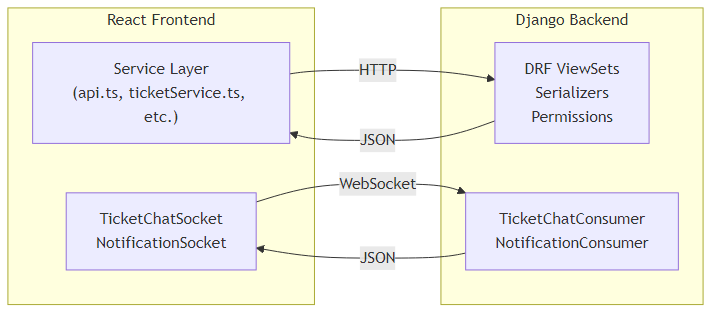 React Frontend
Django Backend
Service Layer
(api.ts, ticketService.ts,
etc.)
HTTP
JSON
DRF ViewSets
Serializers
Permissions
TicketChatSocket
NotificationSocket
WebSocket
JSON
TicketChatConsumer
NotificationConsumer